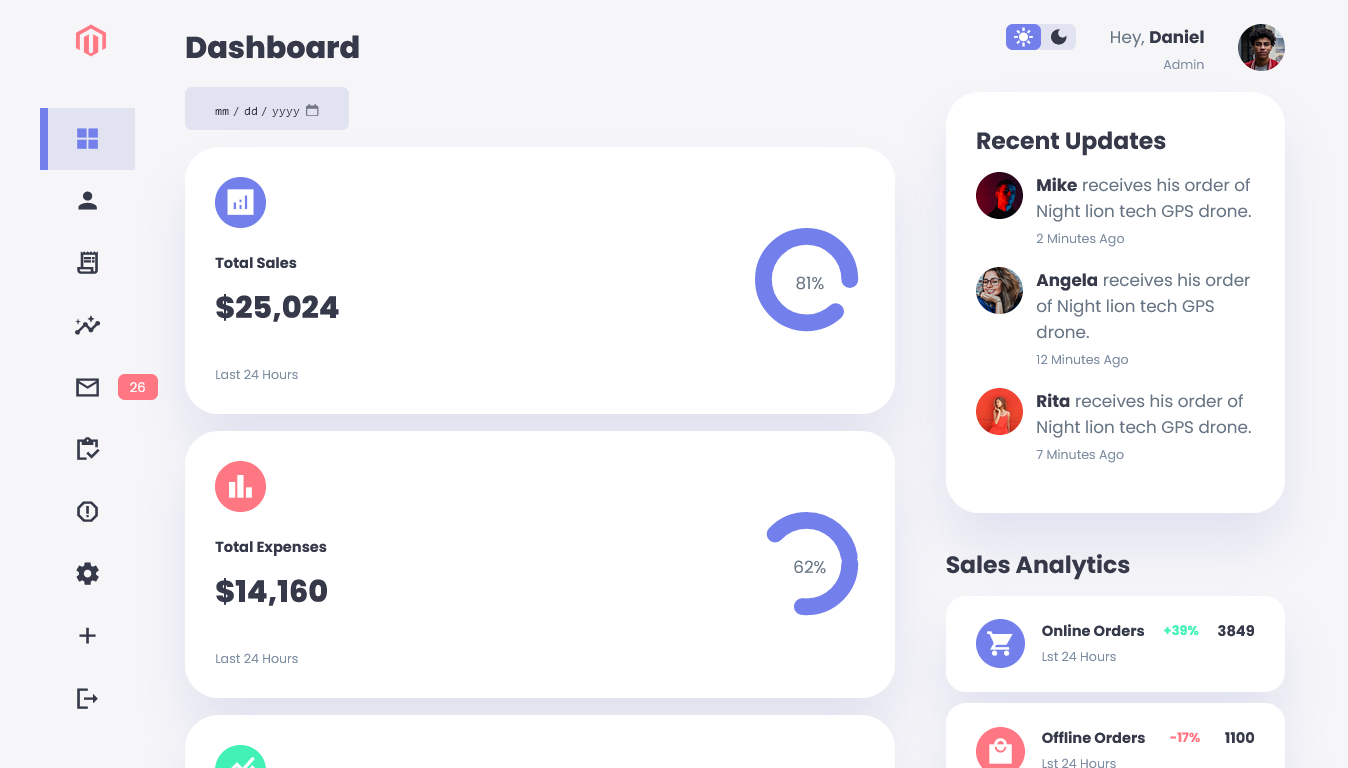 Dashboard
mm / dd / yyyy
Total Sales
$25,024
81%
Last 24 Hours
Total Expenses
$14,160
62%
Last 24 Hours
26
Hey, Daniel
Admin
Recent Updates
Mike receives his order of
Night lion tech GPS drone.
2 Minutes Ago
Angela receives his order
of Night lion tech GPS
drone.
12 Minutes Ago
Rita receives his order of
Night lion tech GPS drone.
7 Minutes Ago
Sales Analytics
Online Orders +39% 3849
Lst 24 Hours
Offline Orders -17% 1100
Lst 24 Hours